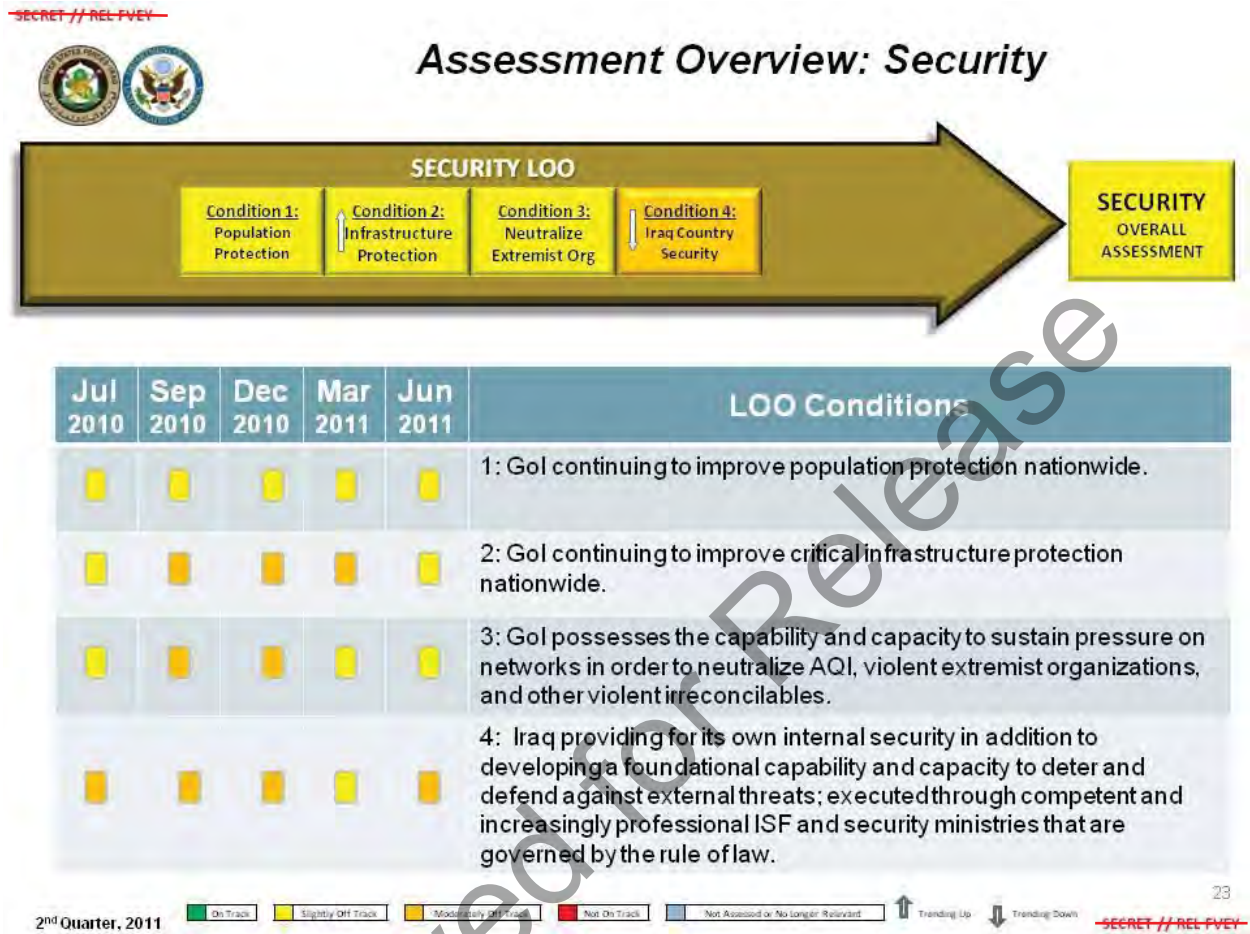 SECRET // REL FVEY
Assessment Overview: Security
SECURITY LOO
Condition 1:
Population
Protection
Condition 2:
Infrastructure
Protection
Condition 3:
Neutralize
Extremist Org
Condition 4:
Iraq Country
Security
SECURITY
OVERALL
ASSESSMENT
Jul
2010
Sep
2010
Dec
2010
Mar
2011
Jun
2011
LOO Conditions
1: GoI continuing to improve population protection nationwide.
2: GoI continuing to improve critical infrastructure protection
nationwide.
3: GoI possesses the capability and capacity to sustain pressure on
networks in order to neutralize AQI, violent extremist organizations,
and other violent irreconcilables.
4: Iraq providing for its own internal security in addition to
developing a foundational capability and capacity to deter and
defend against external threats; executed through competent and
increasingly professional ISF and security ministries that are
governed by the rule of law.
ed for Release
23
2nd Quarter, 2011
On Track
Slightly Off Track
Moderately Off Track
Not On Track
Not Assessed or No Longer Relevant
Trending Up
Trending Down
SECRET // REL FVEY